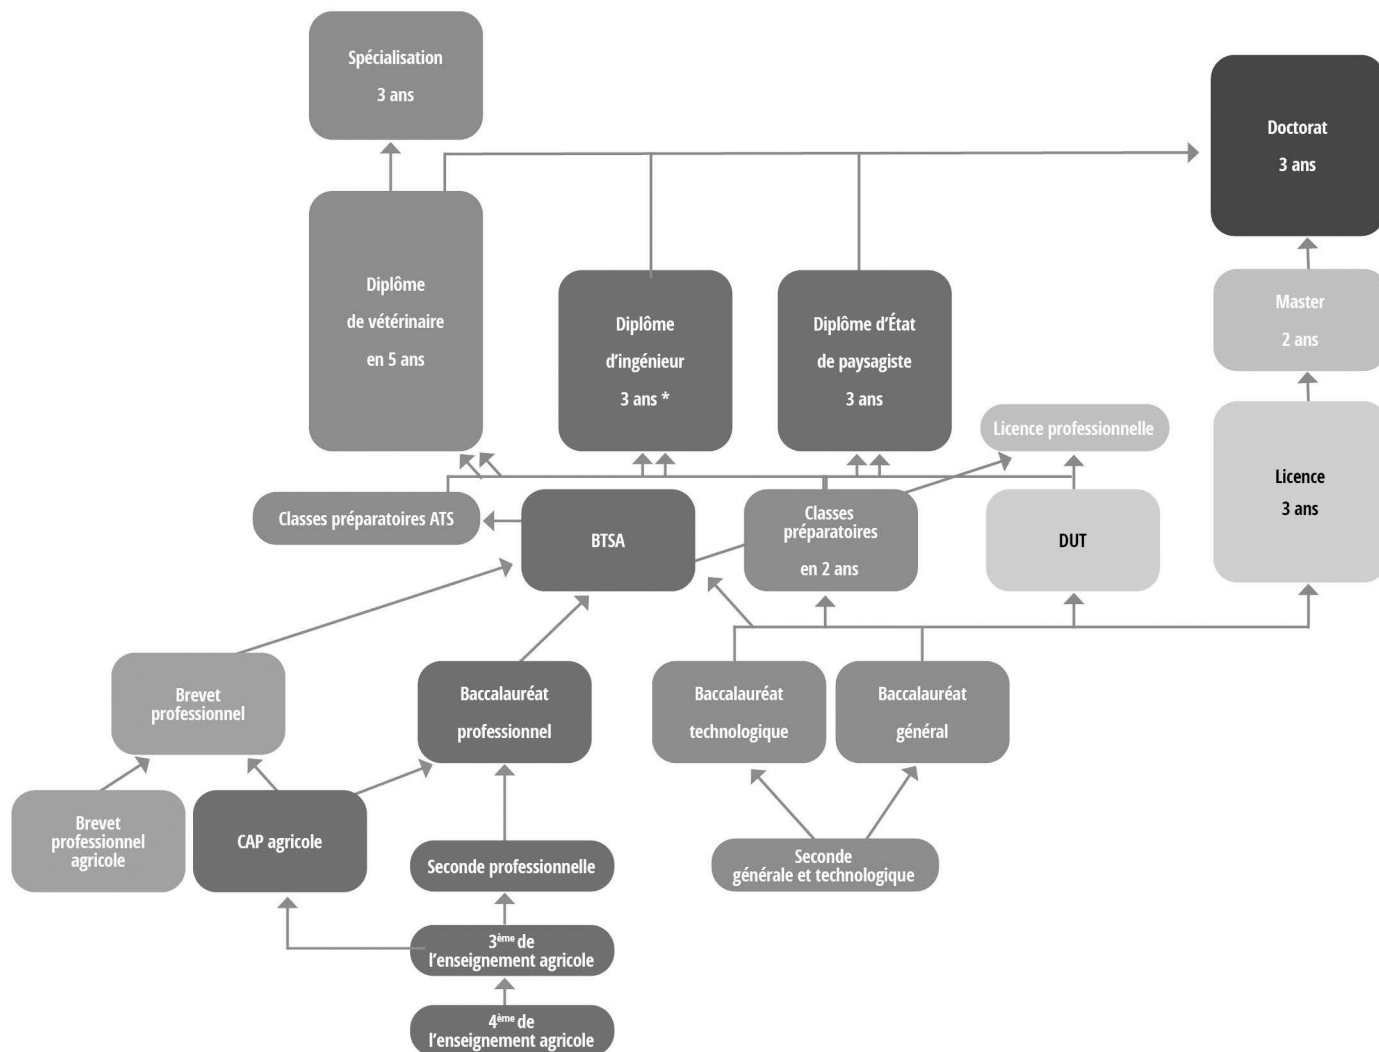 Spécialisation
3 ans
Doctorat
3 ans
Diplôme
de vétérinaire
en 5 ans
Diplôme
d’ingénieur
3 ans *
Diplôme d’État
de paysagiste
3 ans
Master
2 ans
Licence professionnelle
Licence
3 ans
Classes préparatoires ATS
BTSA
Classes
préparatoires
en 2 ans
DUT
Brevet
professionnel
Baccalauréat
professionnel
Baccalauréat
technologique
Baccalauréat
général
Brevet
professionnel
agricole
CAP agricole
Seconde professionnelle
Seconde
générale et technologique
3ème de
l’enseignement agricole
4ème de
l’enseignement agricole